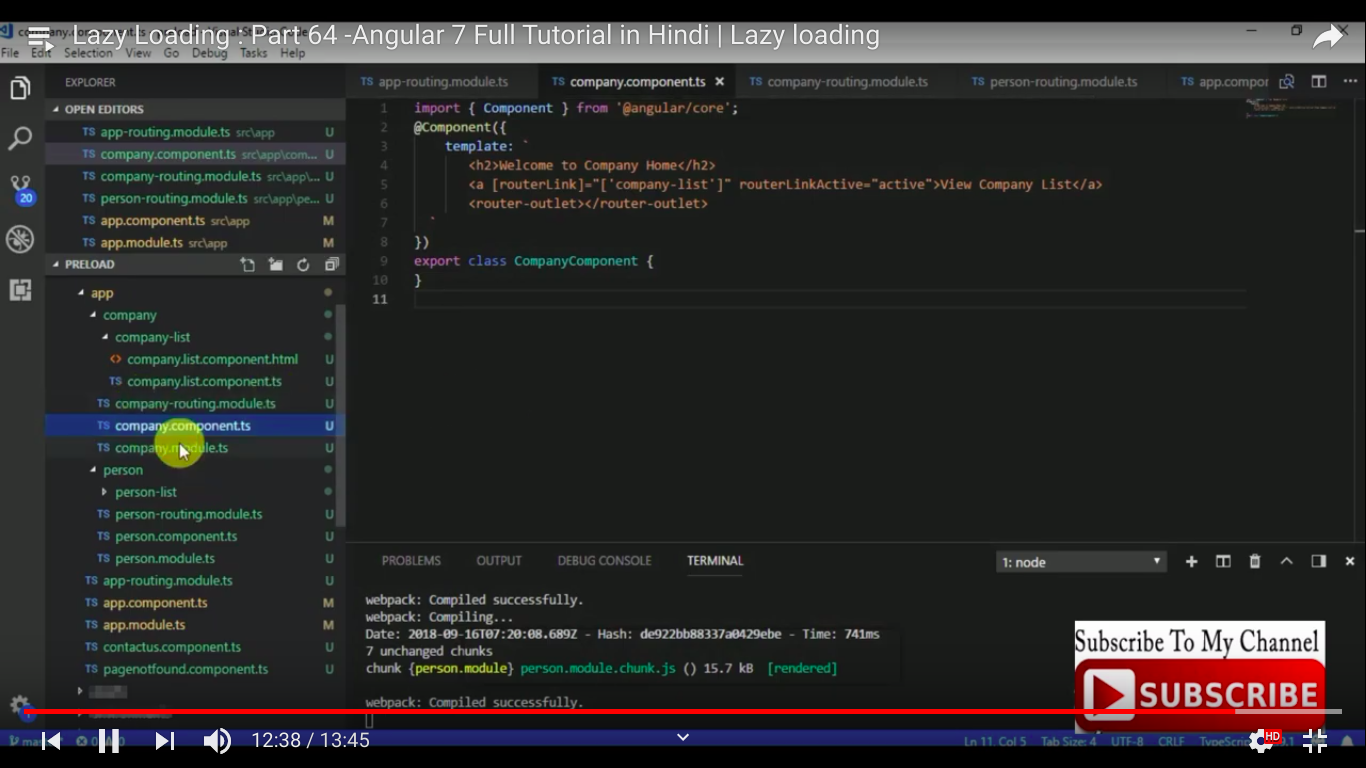 Lazy Loading : Part 64 -Angular 7 Full Tutorial in Hindi | Lazy loading
File Edit Selection View Go Debug Tasks Help
EXPLORER
OPEN EDITORS
TS app-routing.module.ts src\app U
TS company.component.ts src\app\com... U
TS company-routing.module.ts src\app\... U
TS person-routing.module.ts src\app\pe... U
TS app.component.ts src\app M
TS app.module.ts src\app M
20
PRELOAD
app
company
company-list
<> company.list.component.html U
TS company.list.component.ts U
TS company-routing.module.ts U
TS company.component.ts U
TS company.module.ts U
person
person-list
TS person-routing.module.ts U
TS person.component.ts U
TS person.module.ts U
TS app-routing.module.ts U
TS app.component.ts M
TS app.module.ts M
TS contactus.component.ts U
TS pagenotfound.component.ts U
TS app-routing.module.ts TS company.component.ts × TS company-routing.module.ts TS person-routing.module.ts TS app.compor
1 import { Component } from '@angular/core';
2 @Component({
3 template: `
4 <h2>Welcome to Company Home</h2>
5 <a [routerLink]="['company-list']" routerLinkActive="active">View Company List</a>
6 <router-outlet></router-outlet>
7 `
8 })
9 export class CompanyComponent {
10 }
11
PROBLEMS OUTPUT DEBUG CONSOLE TERMINAL 1: node
webpack: Compiled successfully.
webpack: Compiling...
Date: 2018-09-16T07:20:08.689Z - Hash: de922bb88337a0429ebe - Time: 741ms
7 unchanged chunks
chunk {person.module} person.module.chunk.js () 15.7 kB [rendered]
webpack: Compiled successfully.
Subscribe To My Channel
SUBSCRIBE
12:38 / 13:45
HD
Ln 11, Col 5 Tab Size: 4 UTF-8 CRLF